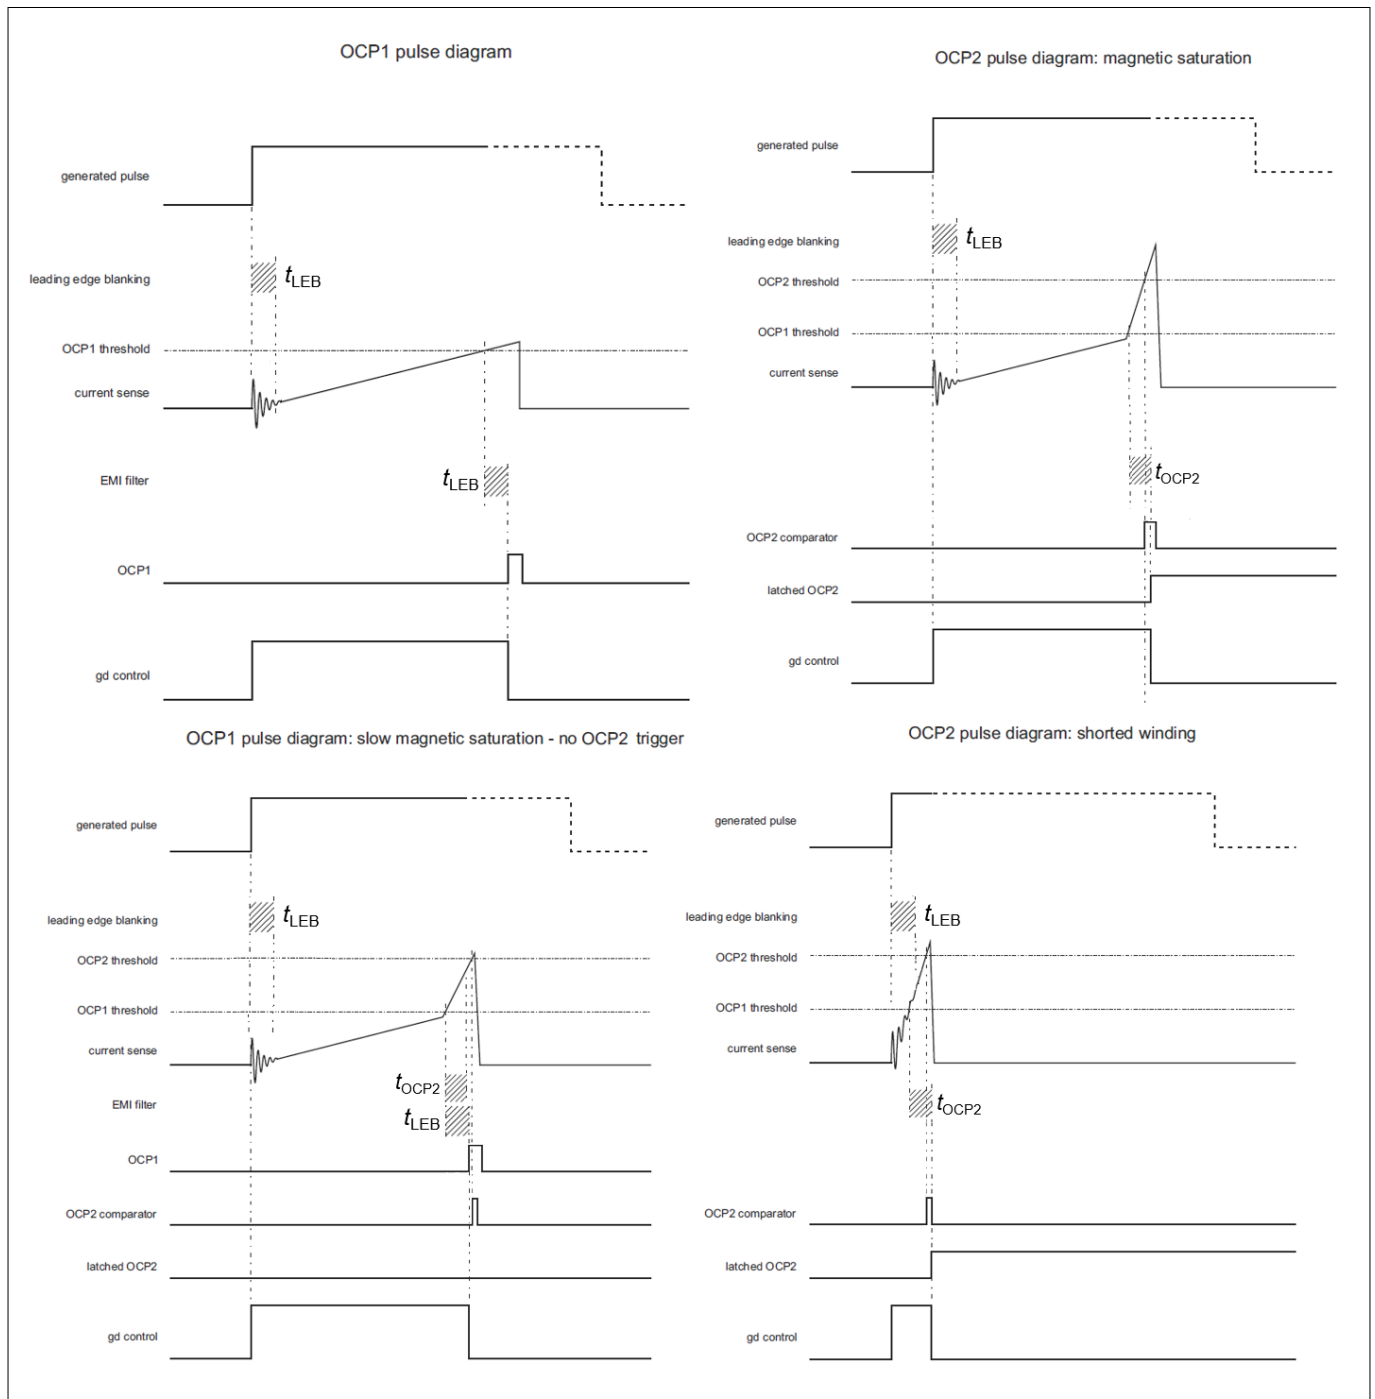 OCP1 pulse diagram
generated pulse
leading edge blanking
tLEB
OCP1 threshold
current sense
EMI filter
tLEB
OCP1
gd control
OCP2 pulse diagram: magnetic saturation
generated pulse
leading edge blanking
tLEB
OCP2 threshold
OCP1 threshold
current sense
tOCP2
OCP2 comparator
latched OCP2
gd control
OCP1 pulse diagram: slow magnetic saturation - no OCP2 trigger
generated pulse
leading edge blanking
tLEB
OCP2 threshold
OCP1 threshold
current sense
tOCP2
EMI filter
tLEB
OCP1
OCP2 comparator
latched OCP2
gd control
OCP2 pulse diagram: shorted winding
generated pulse
leading edge blanking
tLEB
OCP2 threshold
OCP1 threshold
current sense
tOCP2
OCP2 comparator
latched OCP2
gd control